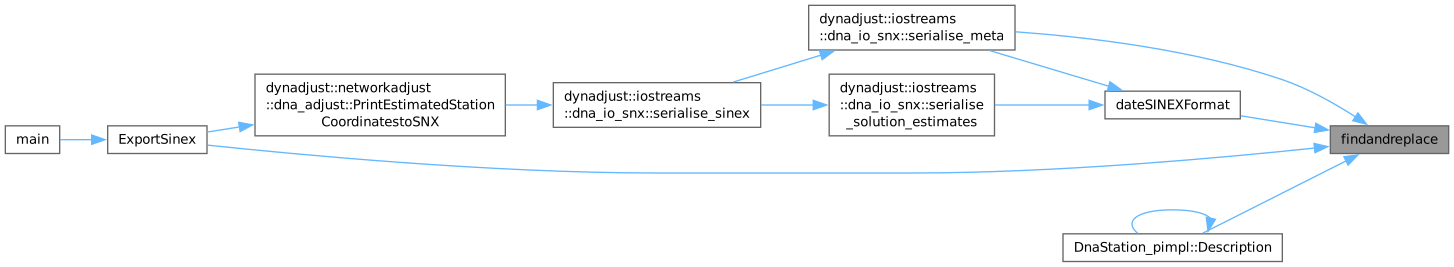 dynadjust::iostreams
::dna_io_snx::serialise_meta
dynadjust::networkadjust
::dna_adjust::PrintEstimatedStation
CoordinatestoSNX
dynadjust::iostreams
::dna_io_snx::serialise_sinex
dynadjust::iostreams
::dna_io_snx::serialise
_solution_estimates
dateSINEXFormat
main
ExportSinex
findandreplace
DnaStation_pimpl::Description